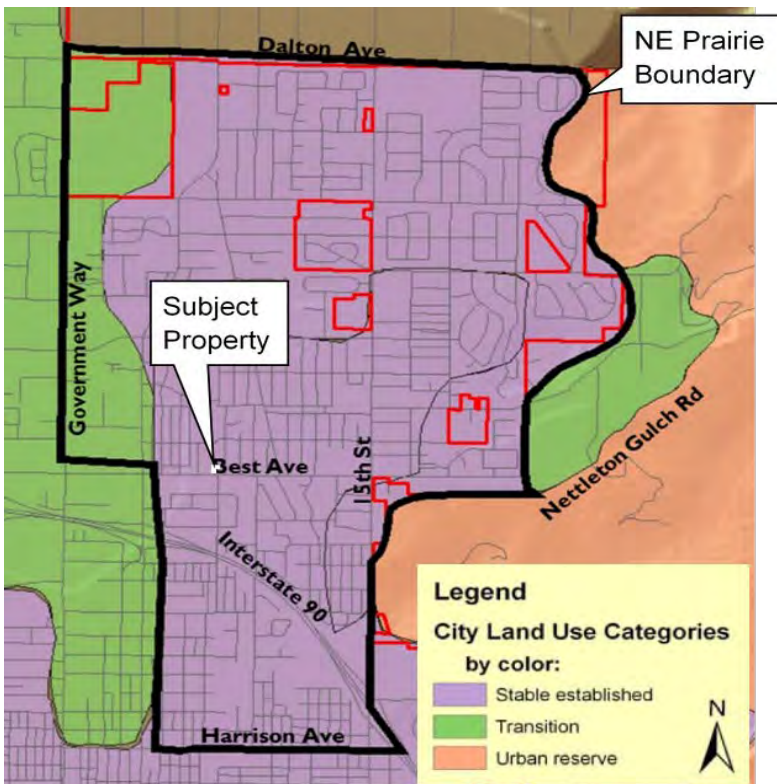 Dalton Ave
NE Prairie
Boundary
Government Way
Subject
Property
Best Ave
15th St
Nettleton Gulch Rd
Interstate 90
Harrison Ave
Legend
City Land Use Categories
by color:
Stable established
Transition
Urban reserve
N